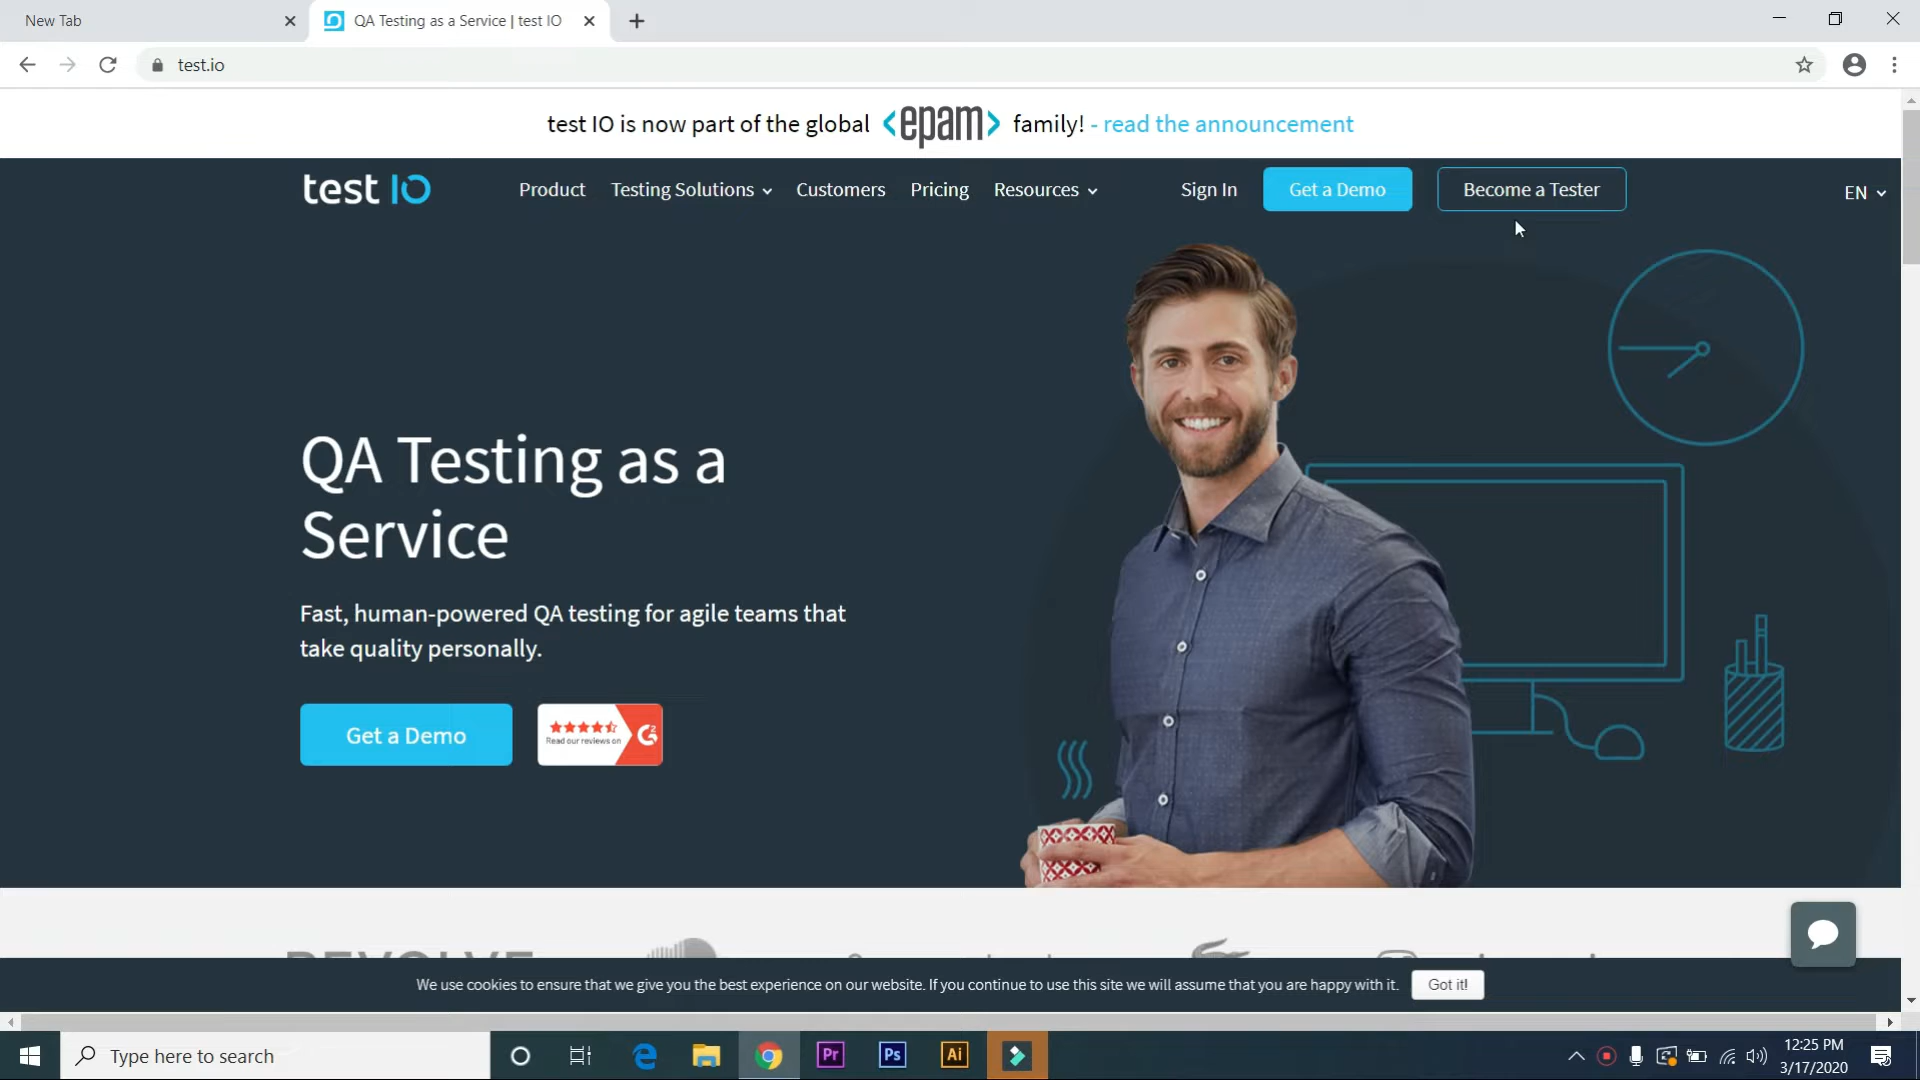 New Tab
QA Testing as a Service | test IO
test.io
test IO is now part of the global <epam> family! - read the announcement
test IO
Product
Testing Solutions
Customers
Pricing
Resources
Sign In
Get a Demo
Become a Tester
EN
QA Testing as a
Service
Fast, human-powered QA testing for agile teams that
take quality personally.
Get a Demo
Read our reviews on
G2
REVOLVE
We use cookies to ensure that we give you the best experience on our website. If you continue to use this site we will assume that you are happy with it.
Got it!
Type here to search
Pr
Ps
Ai
12:25 PM
3/17/2020